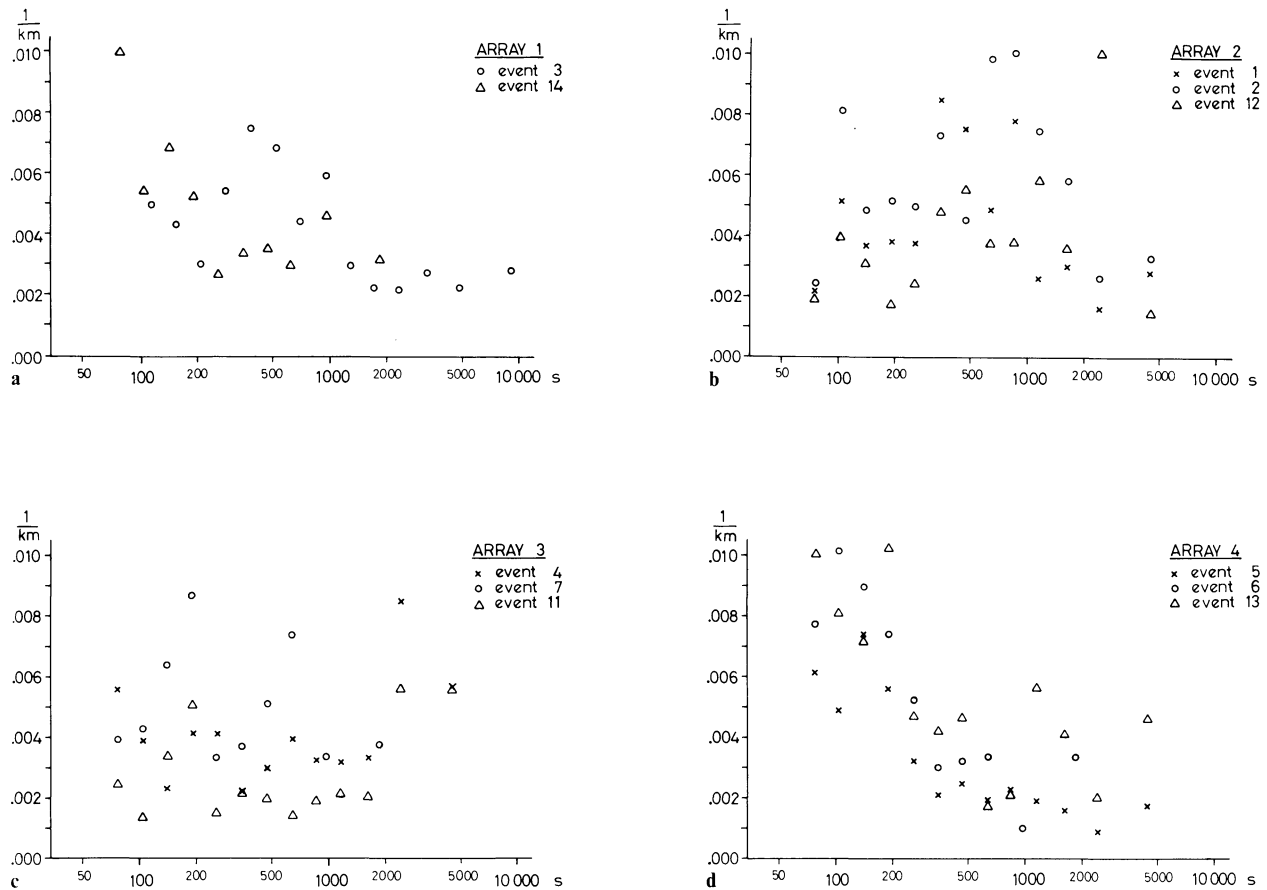 1
km
.010
.008
.006
.004
.002
.000
50 100 200 500 1000 2000 5000 10 000 s
ARRAY 1
○ event 3
△ event 14
a
1
km
.010
.008
.006
.004
.002
.000
50 100 200 500 1000 2000 5000 10 000 s
ARRAY 2
× event 1
○ event 2
△ event 12
b
1
km
.010
.008
.006
.004
.002
.000
50 100 200 500 1000 2000 5000 10 000 s
ARRAY 3
× event 4
○ event 7
△ event 11
c
1
km
.010
.008
.006
.004
.002
.000
50 100 200 500 1000 2000 5000 10 000 s
ARRAY 4
× event 5
○ event 6
△ event 13
d